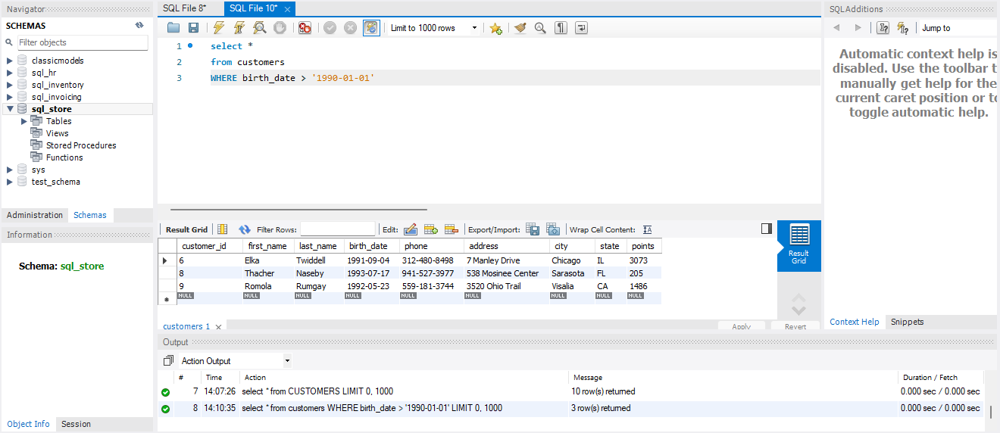 Navigator
SCHEMAS
Filter objects
classicmodels
sql_hr
sql_inventory
sql_invoicing
sql_store
Tables
Views
Stored Procedures
Functions
sys
test_schema
Administration Schemas
Information
Schema: sql_store
Object Info Session
SQL File 8* SQL File 10*
Limit to 1000 rows
1 select *
2 from customers
3 WHERE birth_date > '1990-01-01'
Result Grid Filter Rows: Edit: Export/Import: Wrap Cell Content:
customer_id first_name last_name birth_date phone address city state points
6 Elka Twiddell 1991-09-04 312-480-8498 7 Manley Drive Chicago IL 3073
8 Thacher Naseby 1993-07-17 941-527-3977 538 Mosinee Center Sarasota FL 205
9 Romola Rumgay 1992-05-23 559-181-3744 3520 Ohio Trail Visalia CA 1486
NULL NULL NULL NULL NULL NULL NULL NULL NULL
Result
Grid
customers 1 Apply Revert
Output
Action Output
# Time Action Message Duration / Fetch
7 14:07:26 select * from CUSTOMERS LIMIT 0, 1000 10 row(s) returned 0.000 sec / 0.000 sec
8 14:10:35 select * from customers WHERE birth_date > '1990-01-01' LIMIT 0, 1000 3 row(s) returned 0.000 sec / 0.000 sec
SQLAdditions
Jump to
Automatic context help is
disabled. Use the toolbar t
manually get help for the
current caret position or to
toggle automatic help.
Context Help Snippets